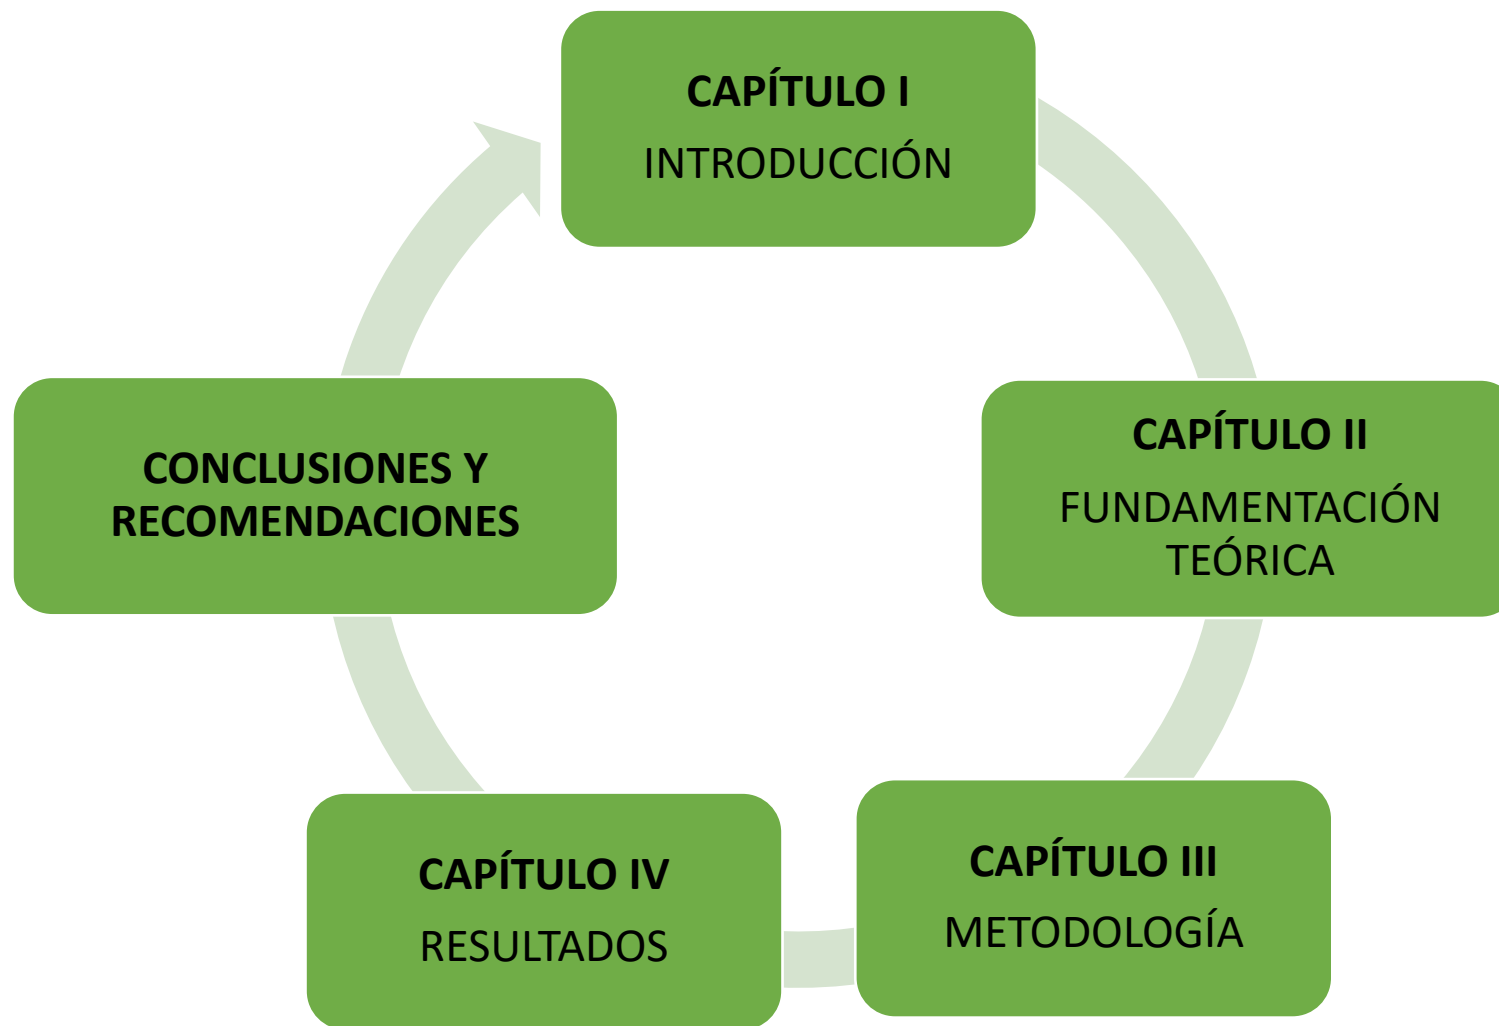 CAPÍTULO I
INTRODUCCIÓN
CAPÍTULO II
FUNDAMENTACIÓN
TEÓRICA
CAPÍTULO III
METODOLOGÍA
CAPÍTULO IV
RESULTADOS
CONCLUSIONES Y
RECOMENDACIONES